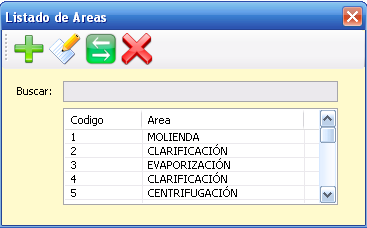 Listado de Areas
Buscar:
Codigo Area
1 MOLIENDA
2 CLARIFICACIÓN
3 EVAPORIZACIÓN
4 CLARIFICACIÓN
5 CENTRIFUGACIÓN